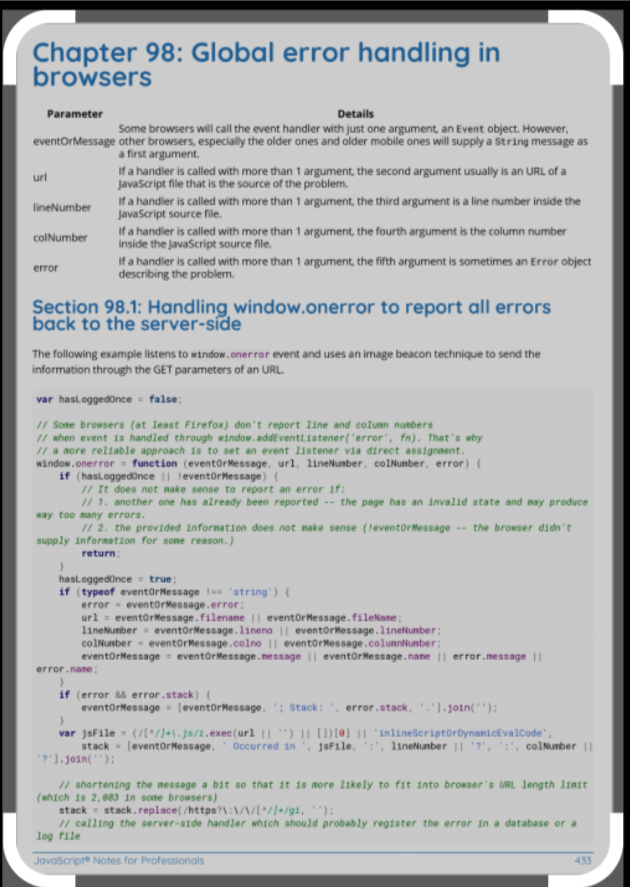 Chapter 98: Global error handling in
browsers
Parameter Details
eventOrMessage Some browsers will call the event handler with just one argument, an Event object. However,
other browsers, especially the older ones and older mobile ones will supply a String message as
a first argument.
url If a handler is called with more than 1 argument, the second argument usually is an URL of a
JavaScript file that is the source of the problem.
lineNumber If a handler is called with more than 1 argument, the third argument is a line number inside the
JavaScript source file.
colNumber If a handler is called with more than 1 argument, the fourth argument is the column number
inside the JavaScript source file.
error If a handler is called with more than 1 argument, the fifth argument is sometimes an Error object
describing the problem.
Section 98.1: Handling window.onerror to report all errors
back to the server-side
The following example listens to window.onerror event and uses an image beacon technique to send the
information through the GET parameters of an URL.
var hasLoggedOnce = false;
// Some browsers (at least Firefox) don't report line and column numbers
// when event is handled through window.addEventListener('error', fn). That's why
// a more reliable approach is to set an event listener via direct assignment.
window.onerror = function (eventOrMessage, url, lineNumber, colNumber, error) {
if (hasLoggedOnce || !eventOrMessage) {
// It does not make sense to report an error if:
// 1. another one has already been reported -- the page has an invalid state and may produce
way too many errors.
// 2. the provided information does not make sense (!eventOrMessage -- the browser didn't
supply information for some reason.)
return;
}
hasLoggedOnce = true;
if (typeof eventOrMessage !== 'string') {
error = eventOrMessage.error;
url = eventOrMessage.filename || eventOrMessage.fileName;
lineNumber = eventOrMessage.lineno || eventOrMessage.lineNumber;
colNumber = eventOrMessage.colno || eventOrMessage.columnNumber;
eventOrMessage = eventOrMessage.message || eventOrMessage.name || error.message ||
error.name;
}
if (error && error.stack) {
eventOrMessage = [eventOrMessage, '; Stack: ', error.stack, '.'].join('');
}
var jsFile = (/[^/]+\.js/i.exec(url || '') || [])[0] || 'inlineScriptOrDynamicEvalCode',
stack = [eventOrMessage, ' Occurred in ', jsFile, ':', lineNumber || '?', ':', colNumber ||
'?'].join('');
// shortening the message a bit so that it is more likely to fit into browser's URL length limit
(which is 2,083 in some browsers)
stack = stack.replace(/https?\:\/\/[^/]+/gi, '');
// calling the server-side handler which should probably register the error in a database or a
log file
JavaScript® Notes for Professionals 433